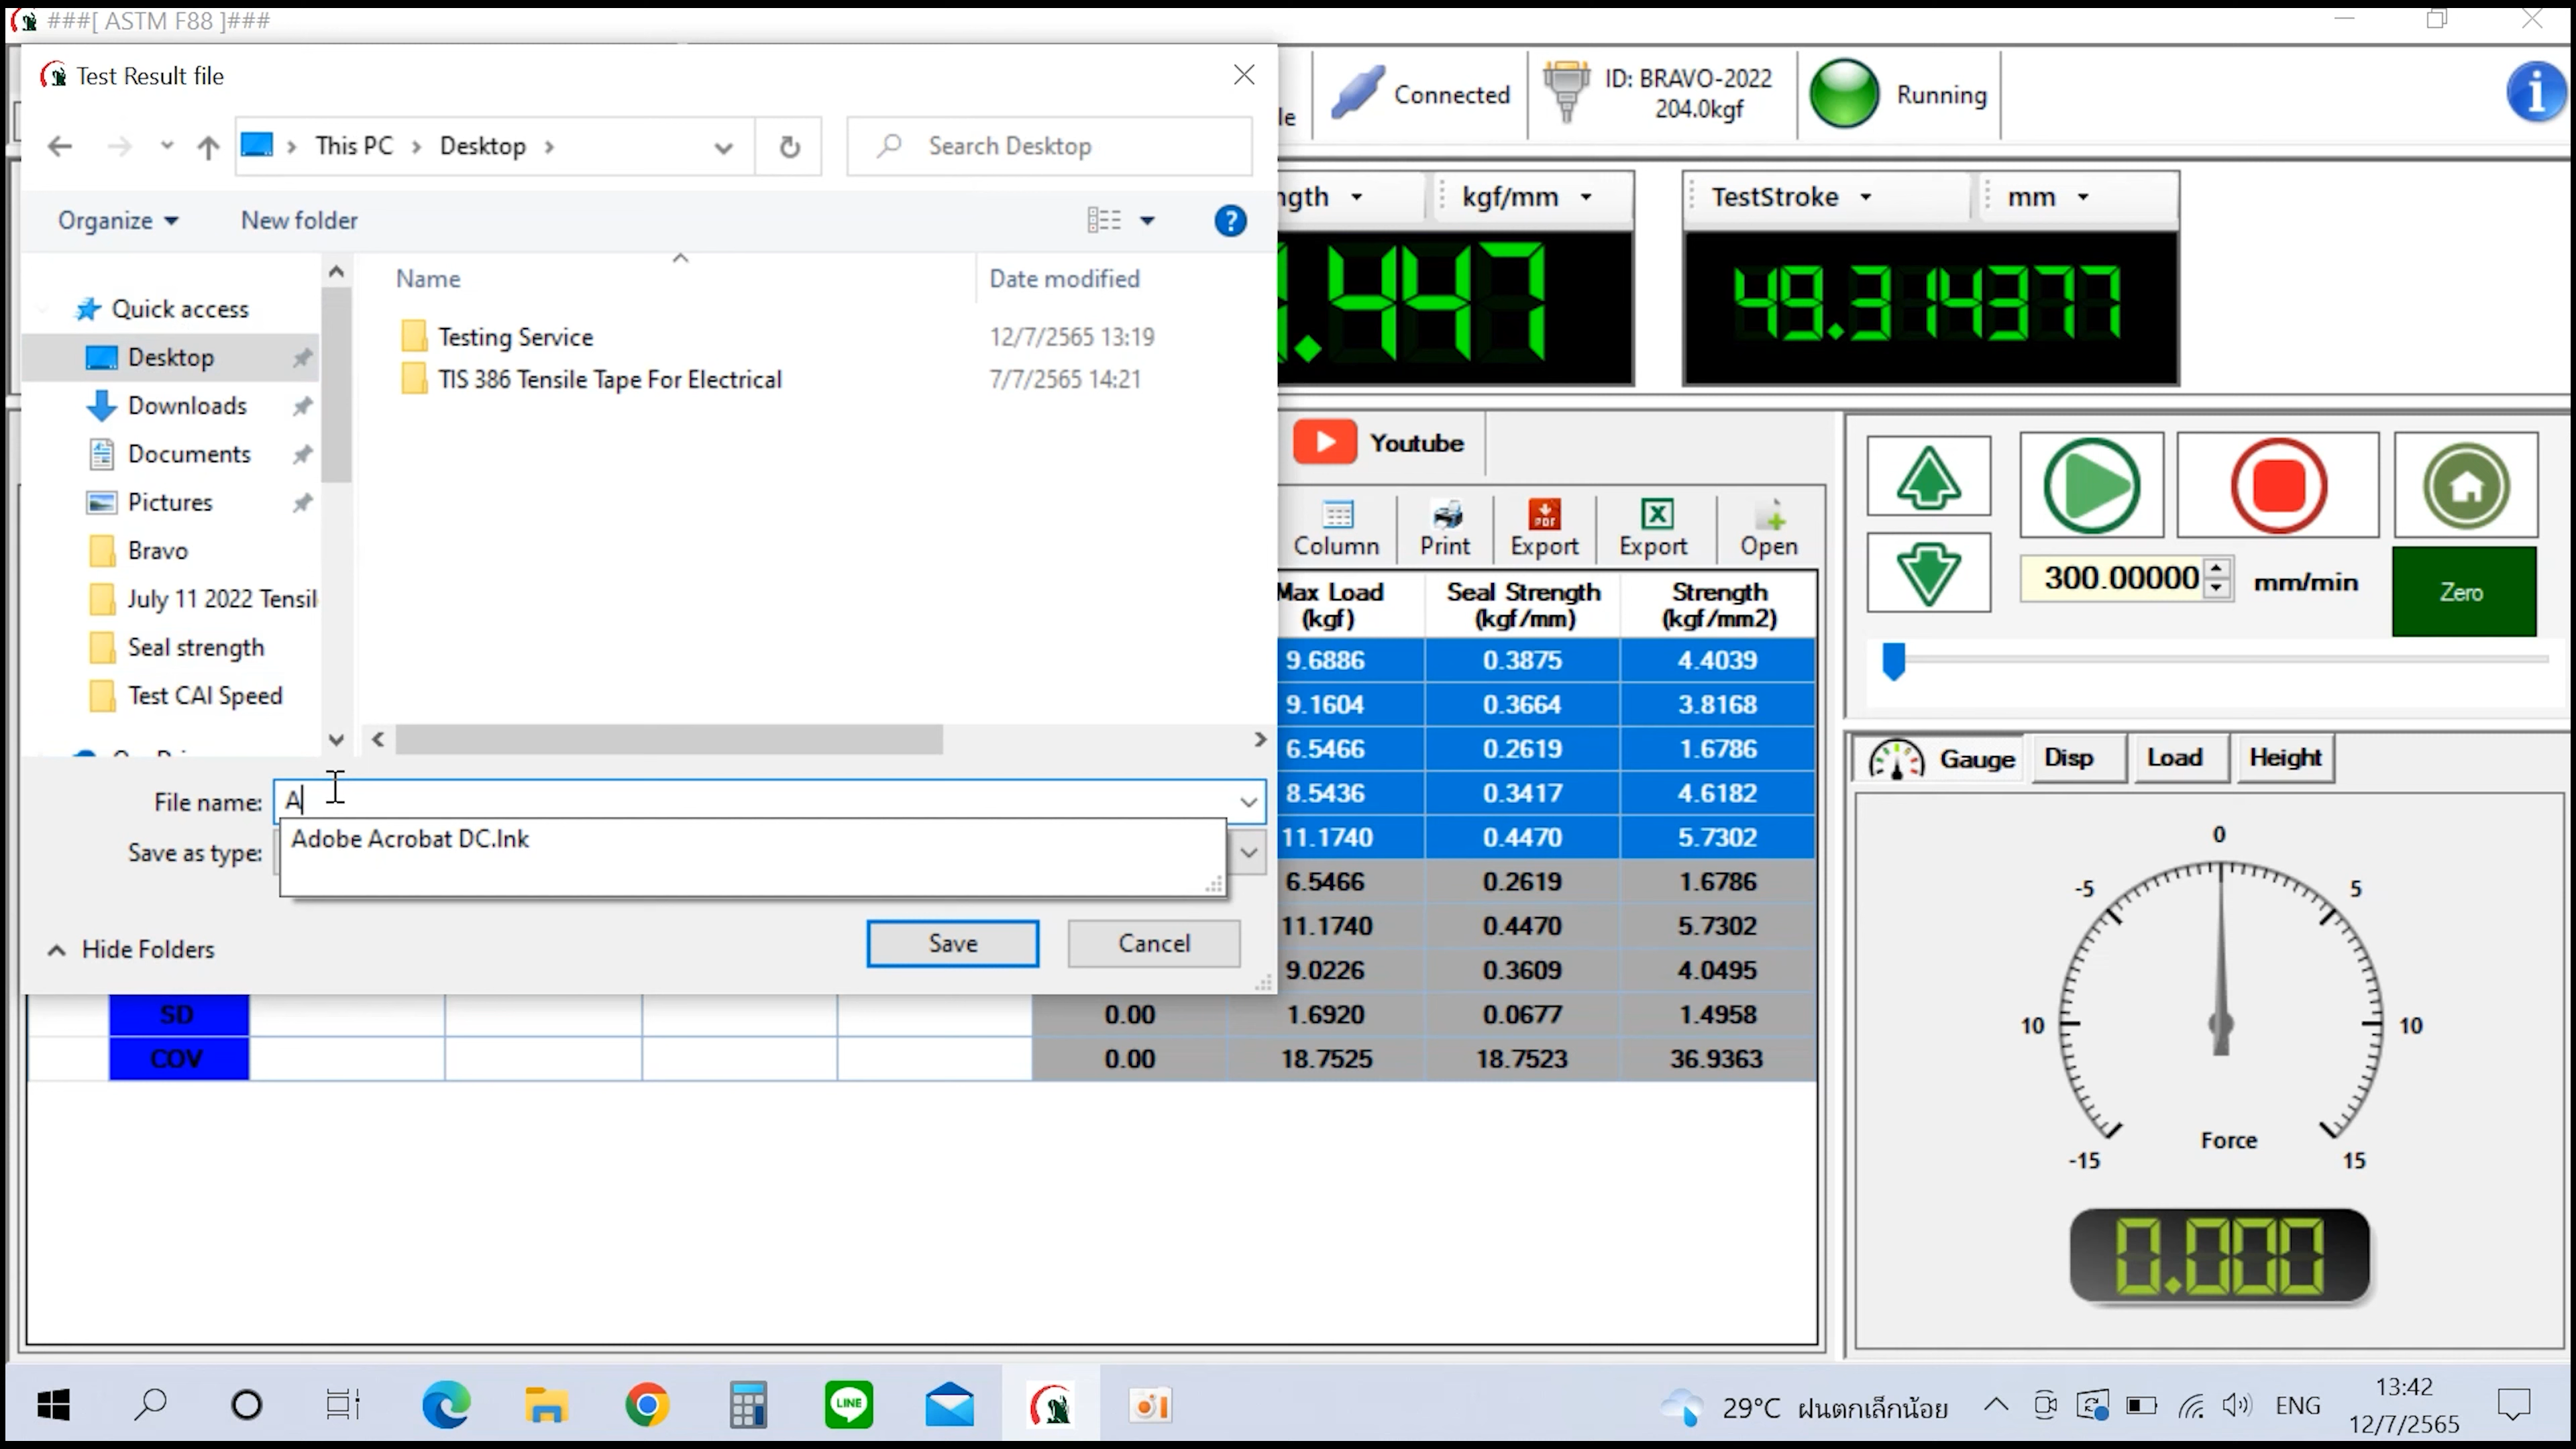 ###[ ASTM F88 ]###
Test Result file
le
Connected
ID: BRAVO-2022
204.0kgf
Running
This PC
Desktop
Search Desktop
Organize
New folder
ngth
kgf/mm
TestStroke
mm
.447
49.314377
Name
Date modified
Quick access
Desktop
Downloads
Documents
Pictures
Bravo
July 11 2022 Tensil
Seal strength
Test CAI Speed
Testing Service
12/7/2565 13:19
TIS 386 Tensile Tape For Electrical
7/7/2565 14:21
File name:
A
Adobe Acrobat DC.lnk
Save as type:
Hide Folders
Save
Cancel
Youtube
Column
Print
Export
Export
Open
Max Load
(kgf)
Seal Strength
(kgf/mm)
Strength
(kgf/mm2)
9.6886 0.3875 4.4039
9.1604 0.3664 3.8168
6.5466 0.2619 1.6786
8.5436 0.3417 4.6182
11.1740 0.4470 5.7302
6.5466 0.2619 1.6786
11.1740 0.4470 5.7302
9.0226 0.3609 4.0495
SD 0.00 1.6920 0.0677 1.4958
COV 0.00 18.7525 18.7523 36.9363
300.00000
mm/min
Zero
Gauge
Disp
Load
Height
0
-5
5
10
10
-15
15
Force
0.000
LINE
29°C ฝนตกเล็กน้อย
ENG
13:42
12/7/2565